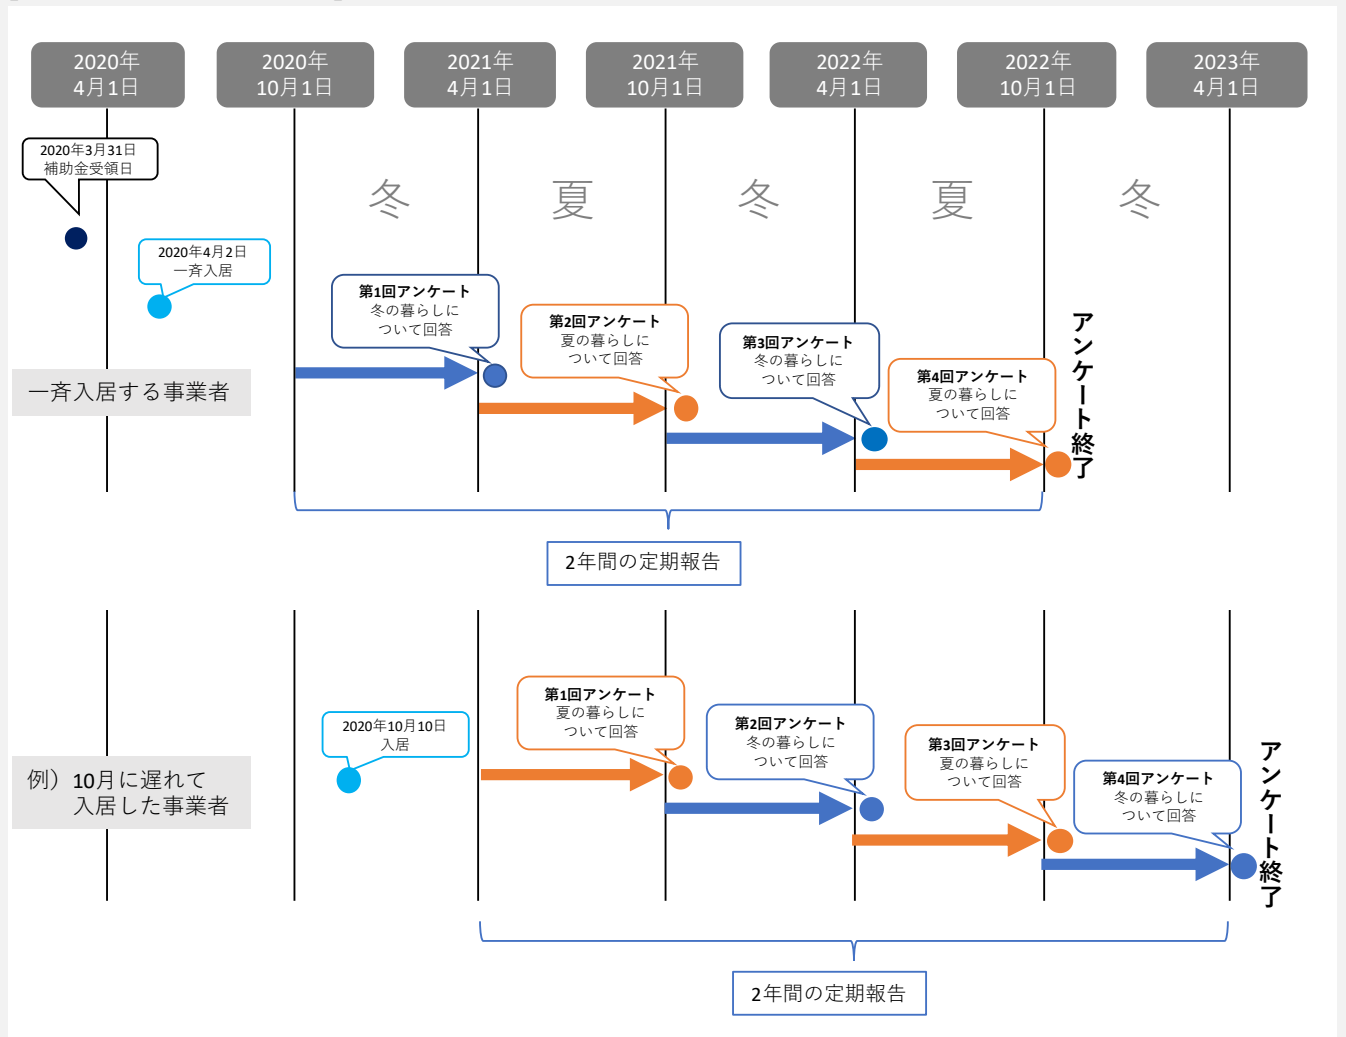 2020年
4月1日
2020年
10月1日
2021年
4月1日
2021年
10月1日
2022年
4月1日
2022年
10月1日
2023年
4月1日
2020年3月31日
補助金受領日
冬
夏
冬
夏
冬
2020年4月2日
一斉入居
第1回アンケート
冬の暮らしに
ついて回答
第2回アンケート
夏の暮らしに
ついて回答
第3回アンケート
冬の暮らしに
ついて回答
第4回アンケート
夏の暮らしに
ついて回答
アンケート終了
一斉入居する事業者
2年間の定期報告
2020年10月10日
入居
第1回アンケート
夏の暮らしに
ついて回答
第2回アンケート
冬の暮らしに
ついて回答
第3回アンケート
夏の暮らしに
ついて回答
第4回アンケート
冬の暮らしに
ついて回答
アンケート終了
例）10月に遅れて
入居した事業者
2年間の定期報告